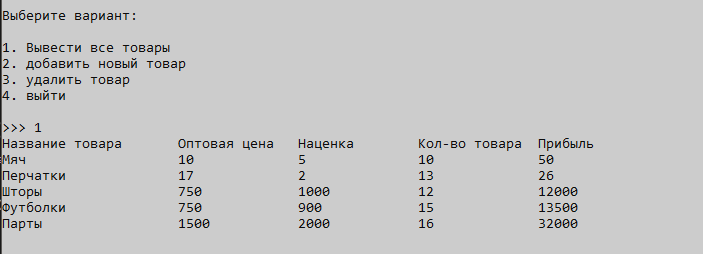 Выберите вариант:
1. Вывести все товары
2. добавить новый товар
3. удалить товар
4. выйти
>>> 1
Название товара Оптовая цена Наценка Кол-во товара Прибыль
Мяч 10 5 10 50
Перчатки 17 2 13 26
Шторы 750 1000 12 12000
Футболки 750 900 15 13500
Парты 1500 2000 16 32000